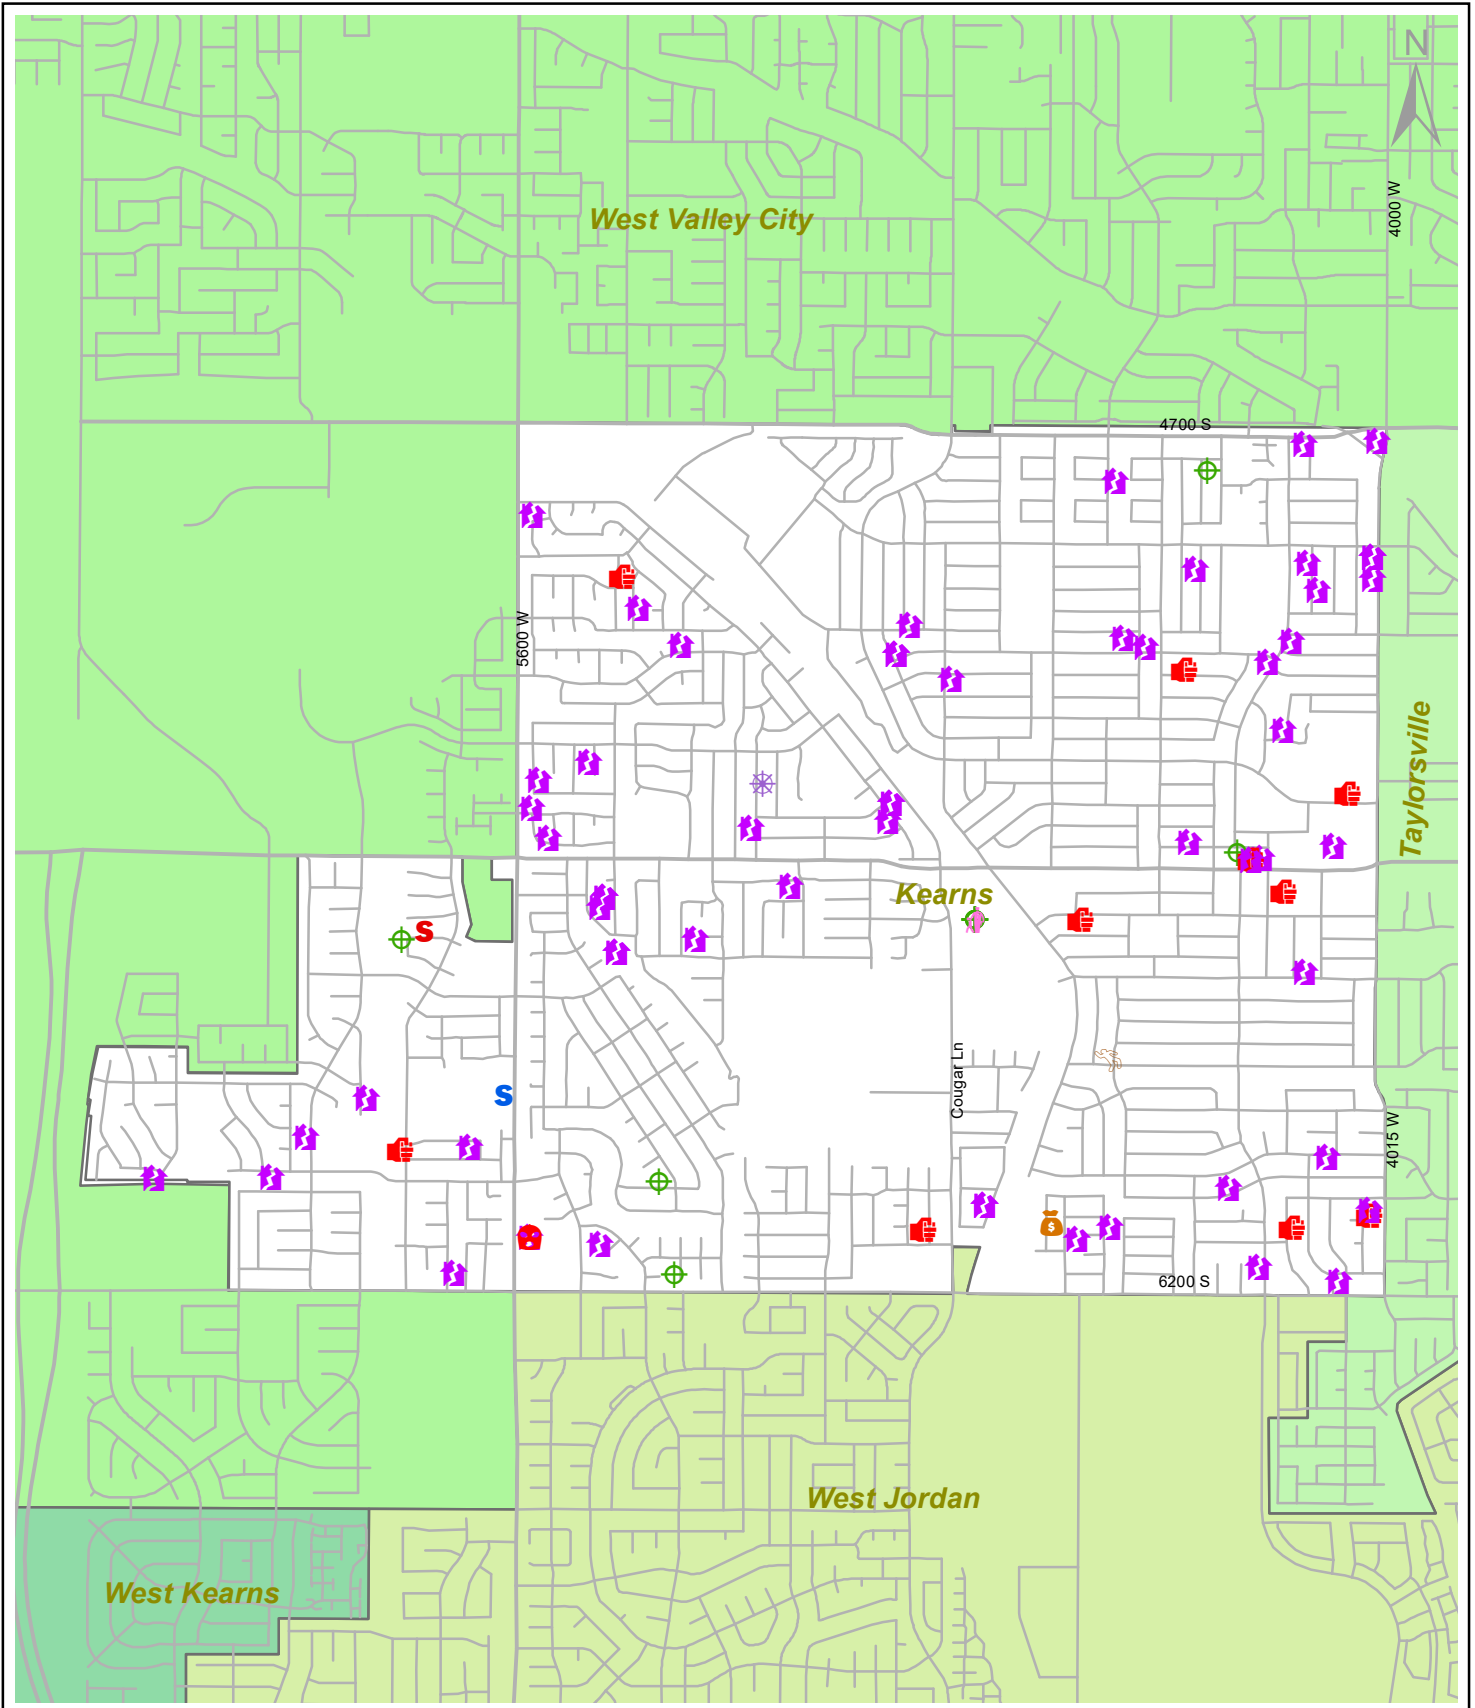 N
4000 W
West Valley City
4700 S
5600 W
Taylorsville
Kearns
S
Cougar Ln
S
4015 W
$
6200 S
West Jordan
West Kearns